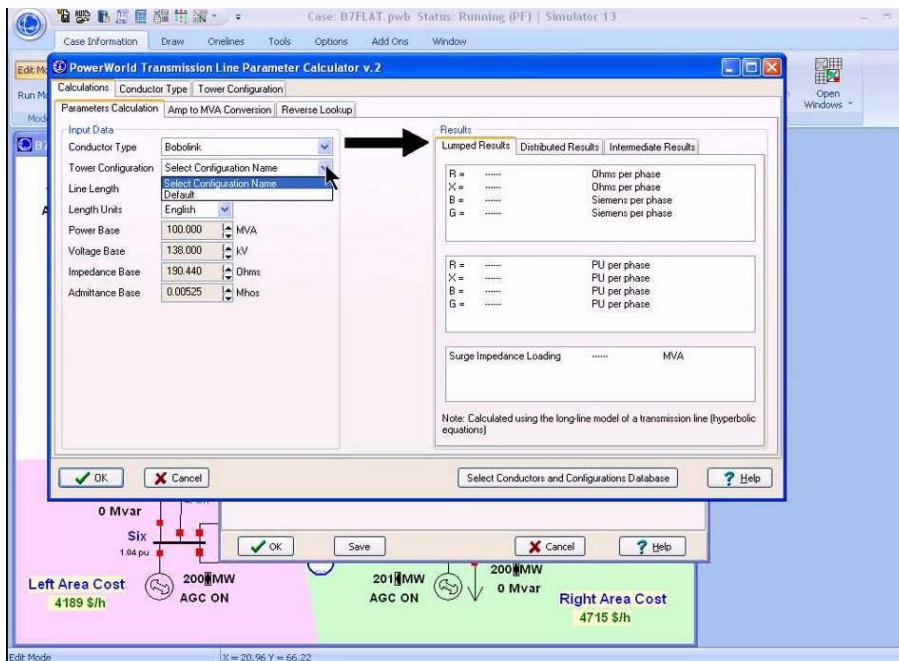 Case: B7FLAT.pwb Status: Running (PF) | Simulator 13
Case Information Draw Onelines Tools Options Add Ons Window
Edit Mo
Run Mo
Mode
Open
Windows
PowerWorld Transmission Line Parameter Calculator v.2
Calculations Conductor Type Tower Configuration
Parameters Calculation Amp to MVA Conversion Reverse Lookup
Input Data
Conductor Type Bobolink
Tower Configuration Select Configuration Name
Select Configuration Name
Default
Line Length
Length Units English
Power Base 100.000 MVA
Voltage Base 138.000 kV
Impedance Base 190.440 Ohms
Admittance Base 0.00525 Mhos
Results
Lumped Results Distributed Results Intermediate Results
R = ------ Ohms per phase
X = ------ Ohms per phase
B = ------ Siemens per phase
G = ------ Siemens per phase
R = ------ PU per phase
X = ------ PU per phase
B = ------ PU per phase
G = ------ PU per phase
Surge Impedance Loading ------ MVA
Note: Calculated using the long-line model of a transmission line (hyperbolic
equations)
OK Cancel Select Conductors and Configurations Database ? Help
0 Mvar
Six
1.04 pu
OK Save Cancel ? Help
Left Area Cost
4189 $/h
200 MW
AGC ON
201 MW
AGC ON
200 MW
0 Mvar
Right Area Cost
4715 $/h
Edit Mode X = 20.96 Y = 66.22